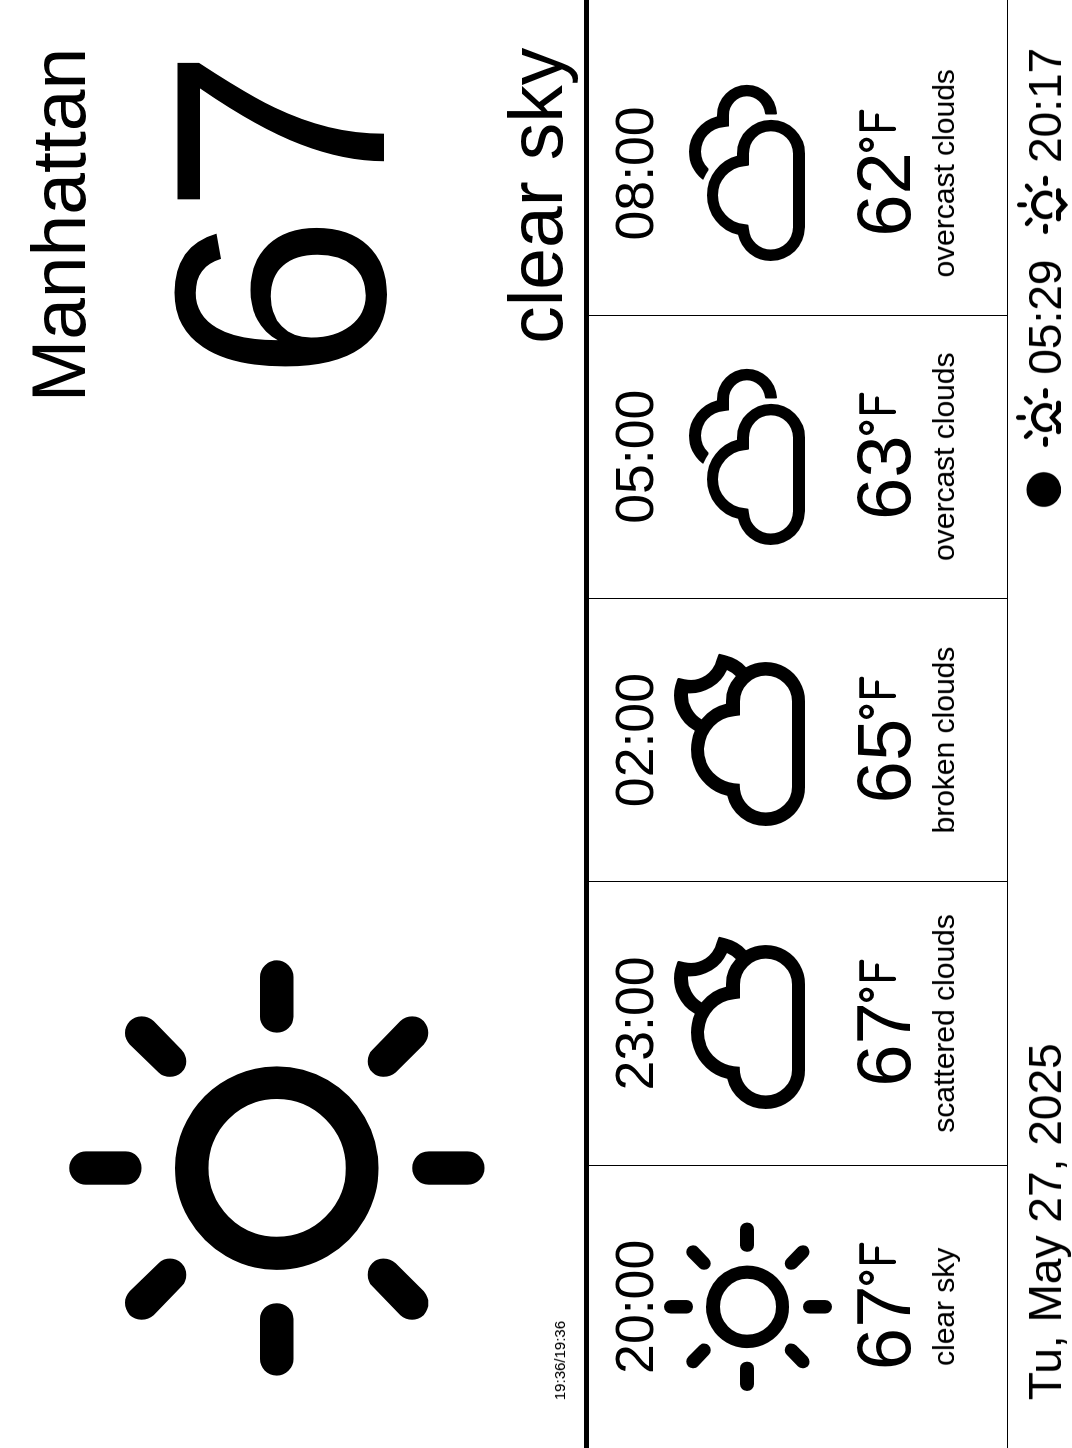 Manhattan
67
clear sky
19:36/19:36
20:00 23:00 02:00 05:00 08:00
67°F 67°F 65°F 63°F 62°F
clear sky scattered clouds broken clouds overcast clouds overcast clouds
Tu, May 27, 2025 05:29 20:17